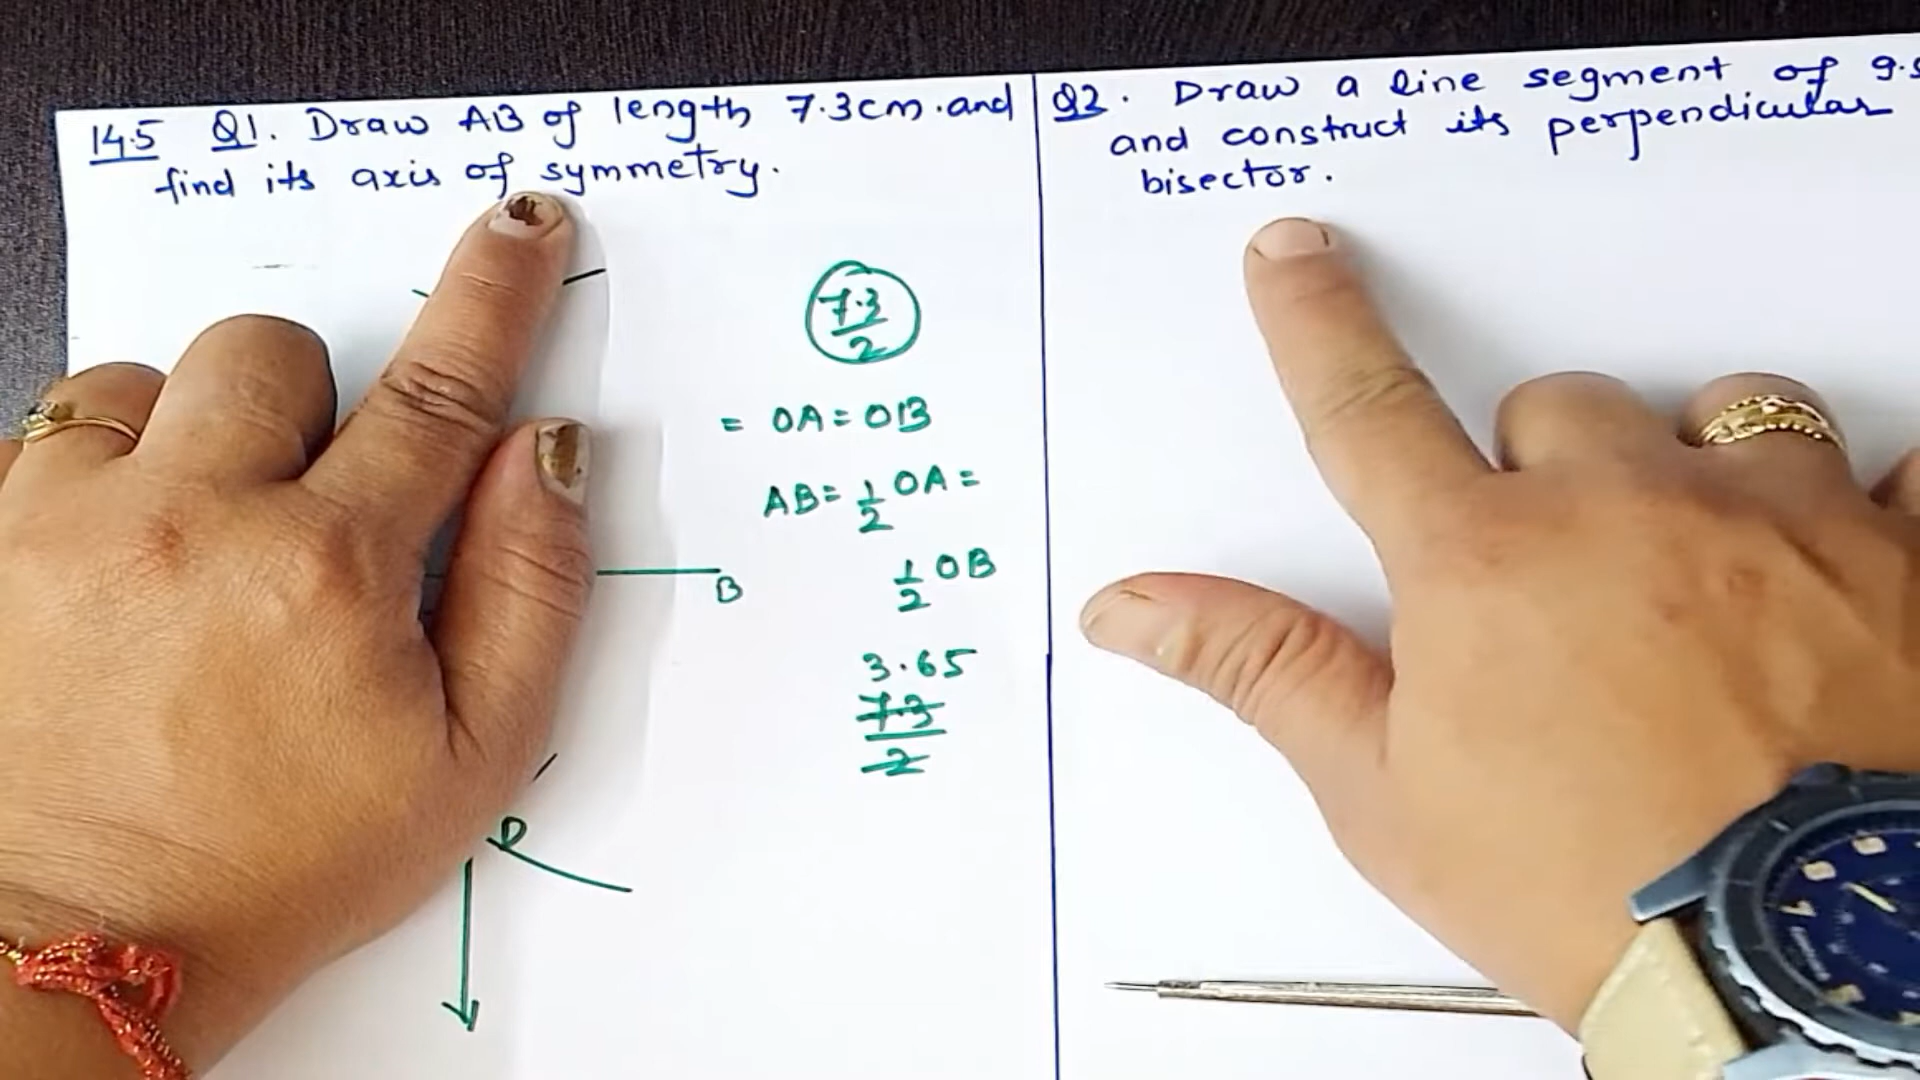 14.5 Q1. Draw AB of length 7.3cm.and
find its axis of symmetry.
7.3
2
= OA = OB
AB = 1/2 OA =
1/2 OB
3.65
7.3
2
B
D
Q2. Draw a line segment of
and construct its perpendicular
bisector.